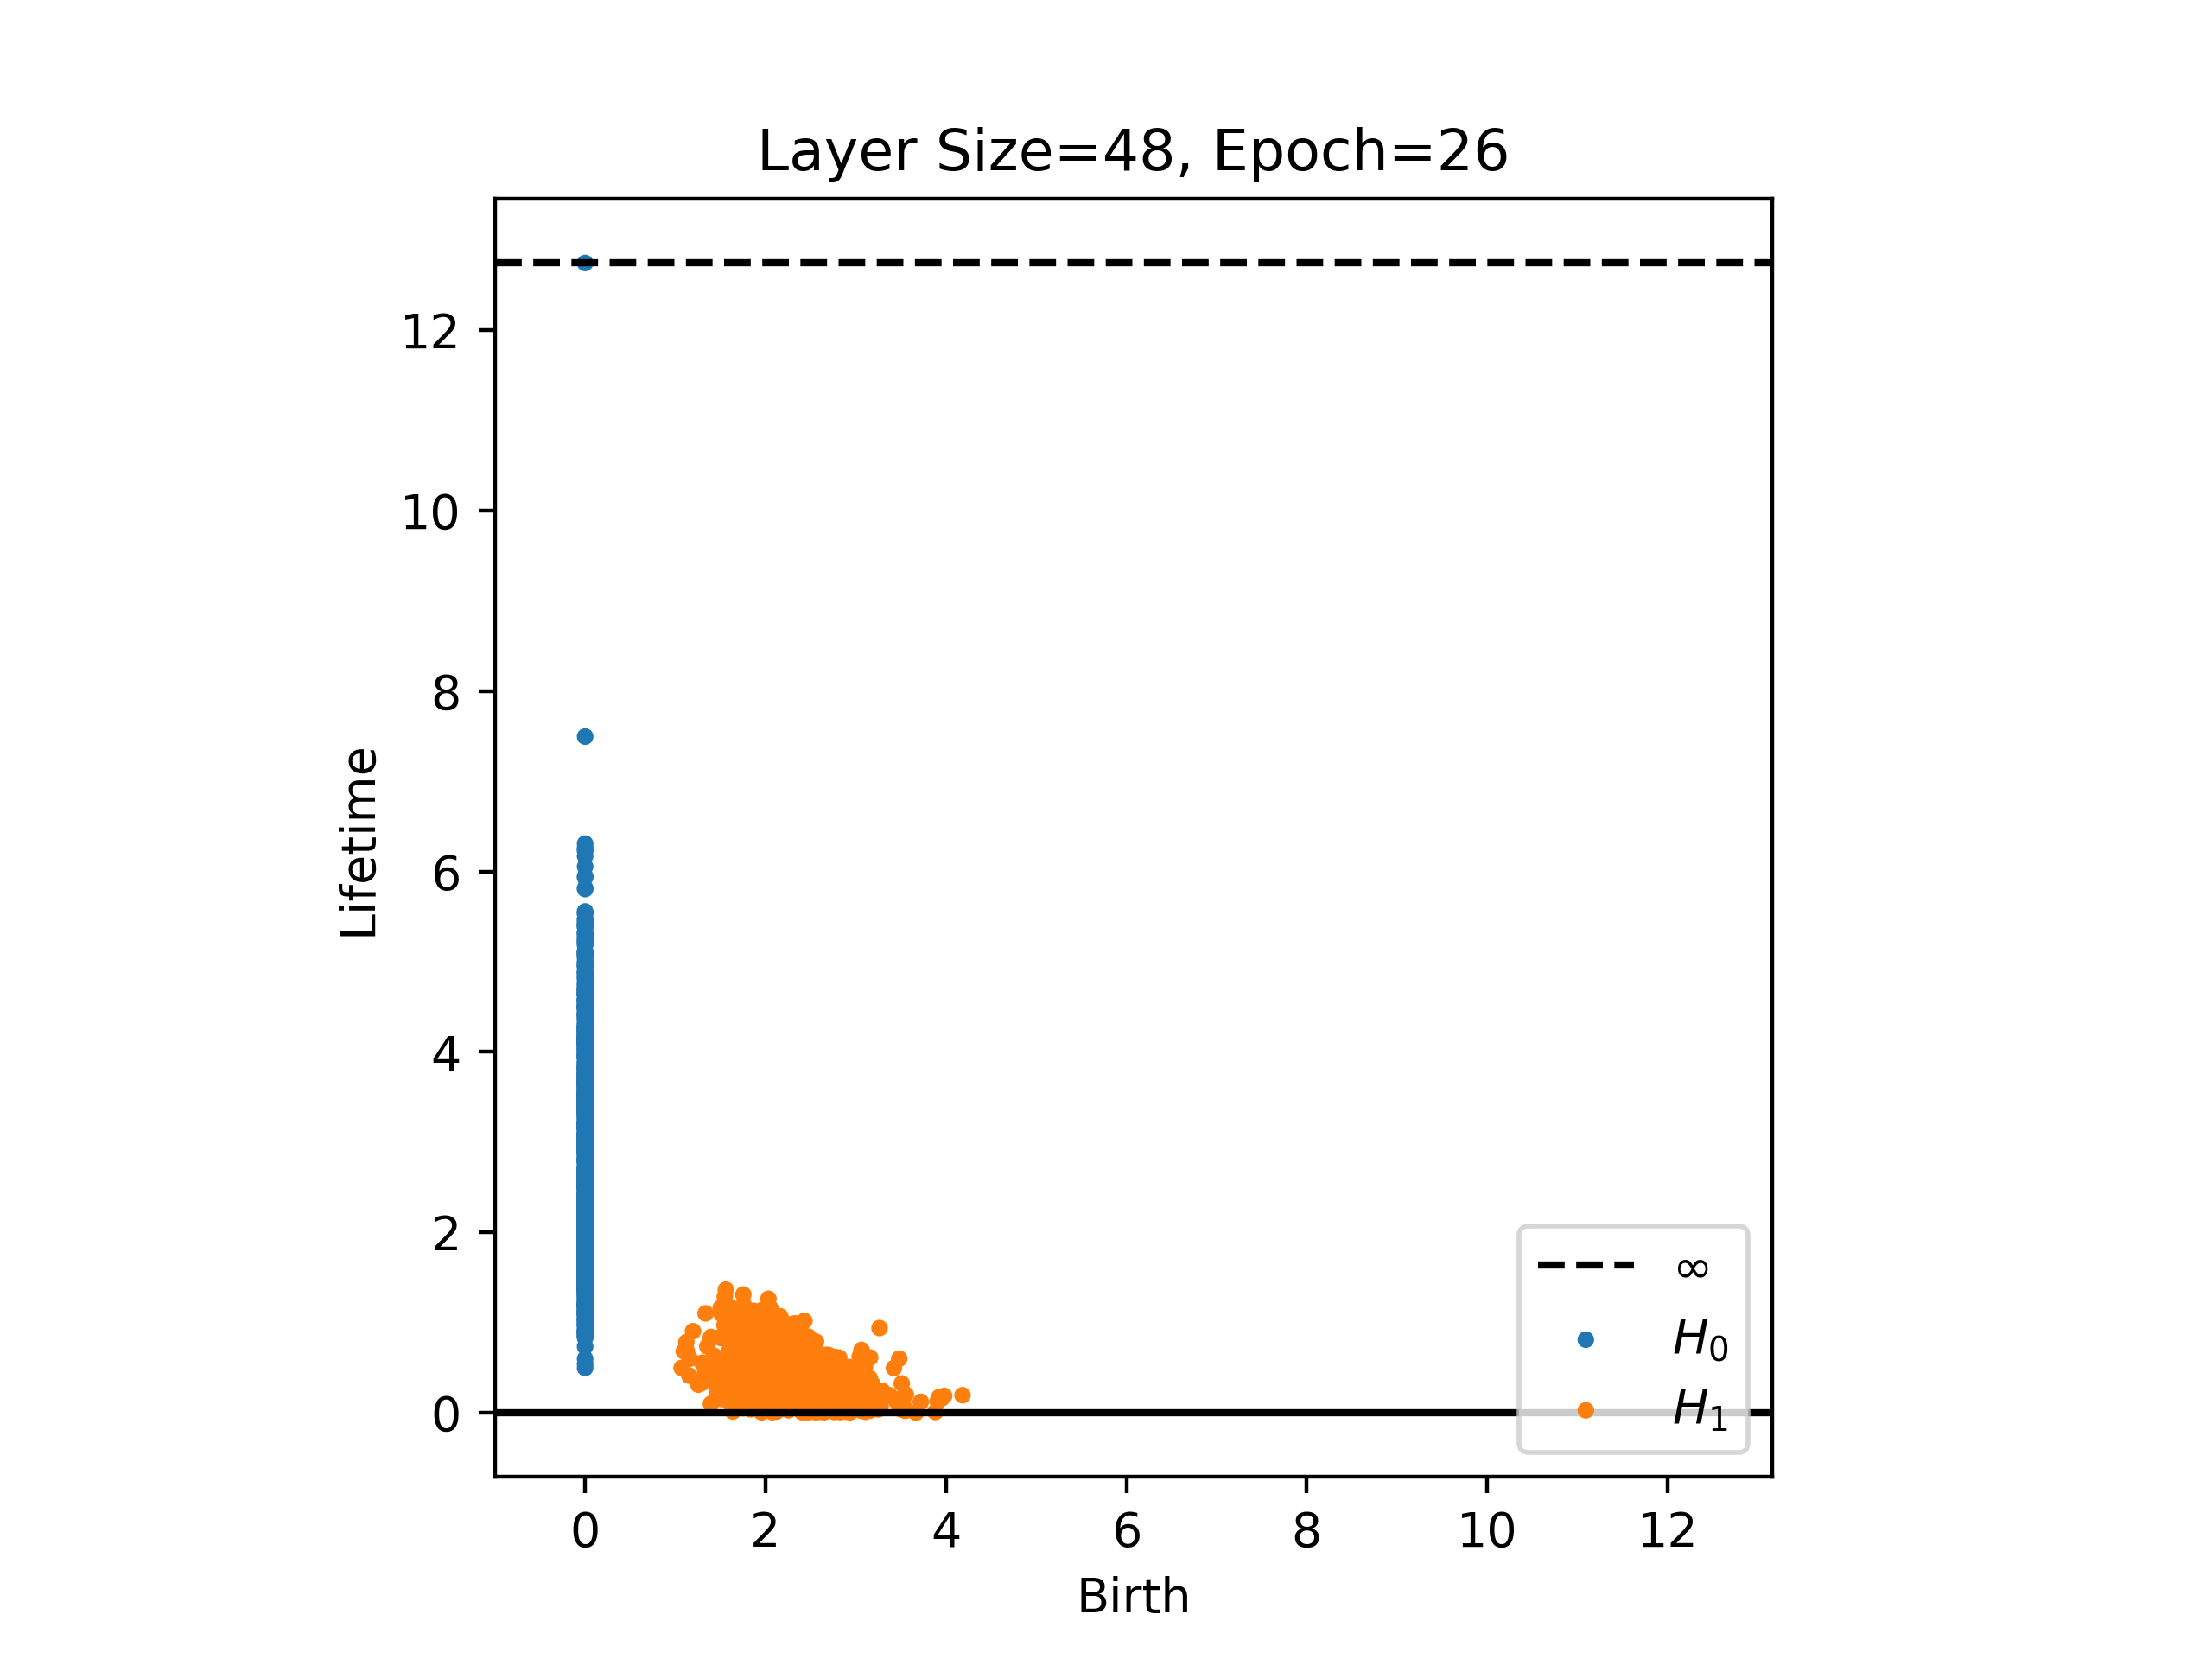 Layer Size=48, Epoch=26
12
10
8
6
4
2
0
Lifetime
∞
H₀
H₁
0 2 4 6 8 10 12
Birth